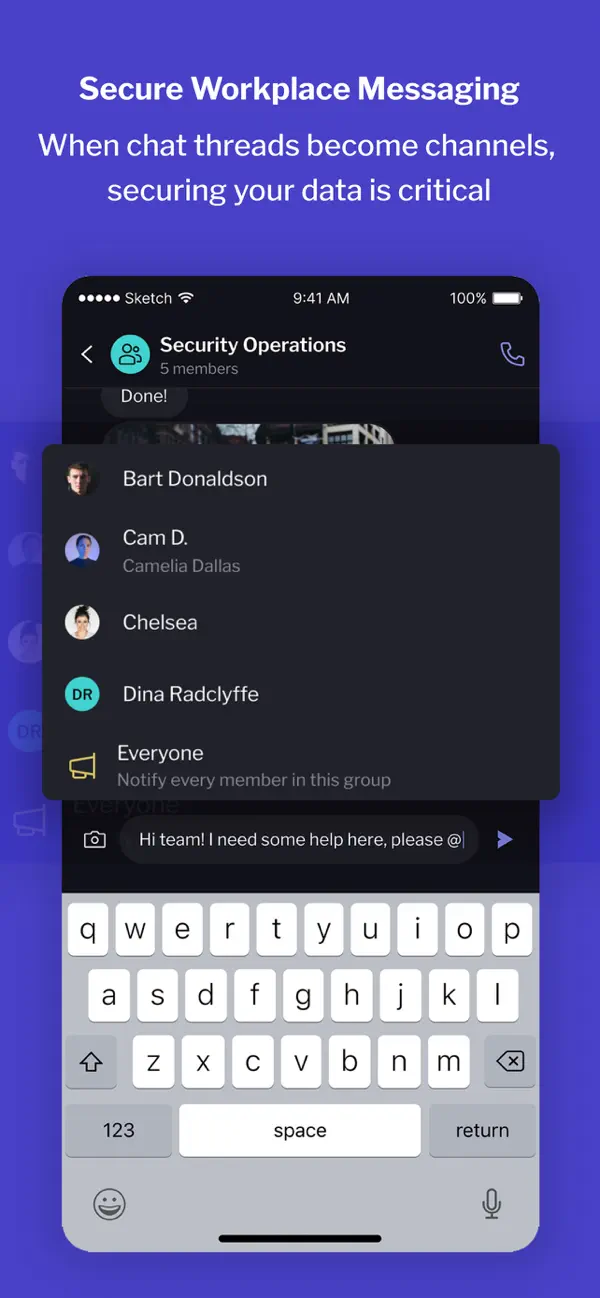 Secure Workplace Messaging
When chat threads become channels,
securing your data is critical
Sketch 9:41 AM 100%
Security Operations
5 members
Done!
Bart Donaldson
Cam D.
Camelia Dallas
Chelsea
DR Dina Radclyffe
DR
Everyone
Notify every member in this group
Everyone
Hi team! I need some help here, please @
q w e r t y u i o p
a s d f g h j k l
z x c v b n m
123 space return